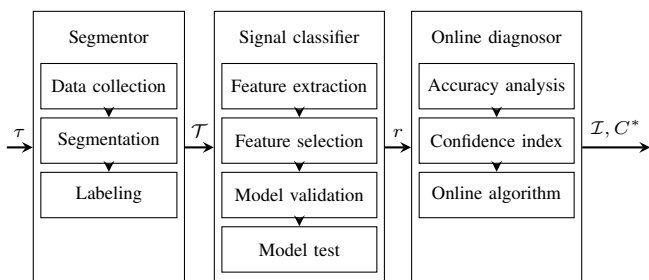 Segmentor
Signal classifier
Online diagnosor
Data collection
Feature extraction
Accuracy analysis
τ
Segmentation
𝒯
Feature selection
r
Confidence index
ℐ, C*
Labeling
Model validation
Online algorithm
Model test